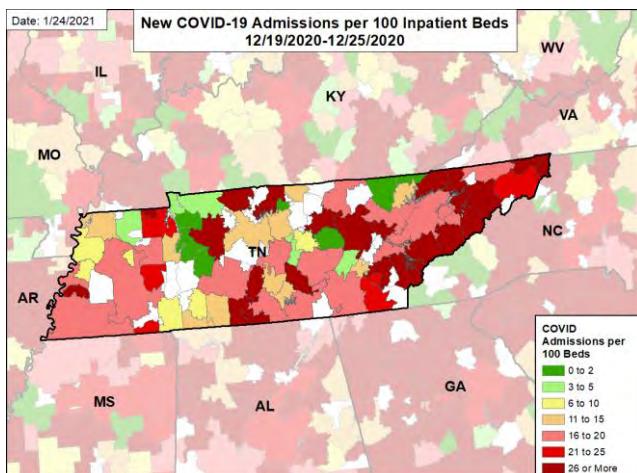 Date: 1/24/2021
New COVID-19 Admissions per 100 Inpatient Beds
12/19/2020-12/25/2020
WV
IL
KY
VA
MO
TN
NC
AR
MS
AL
GA
COVID
Admissions per
100 Beds
0 to 2
3 to 5
6 to 10
11 to 15
16 to 20
21 to 25
26 or More